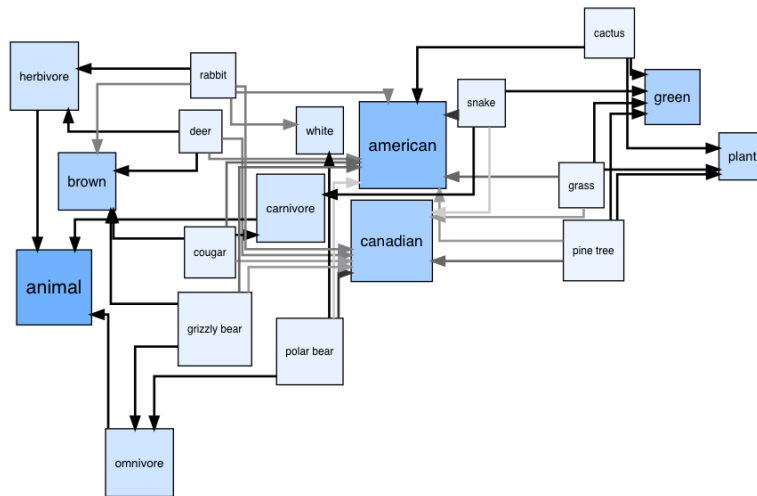 cactus
herbivore
rabbit
snake
green
deer
white
american
plant
brown
carnivore
grass
cougar
canadian
pine tree
animal
grizzly bear
polar bear
omnivore